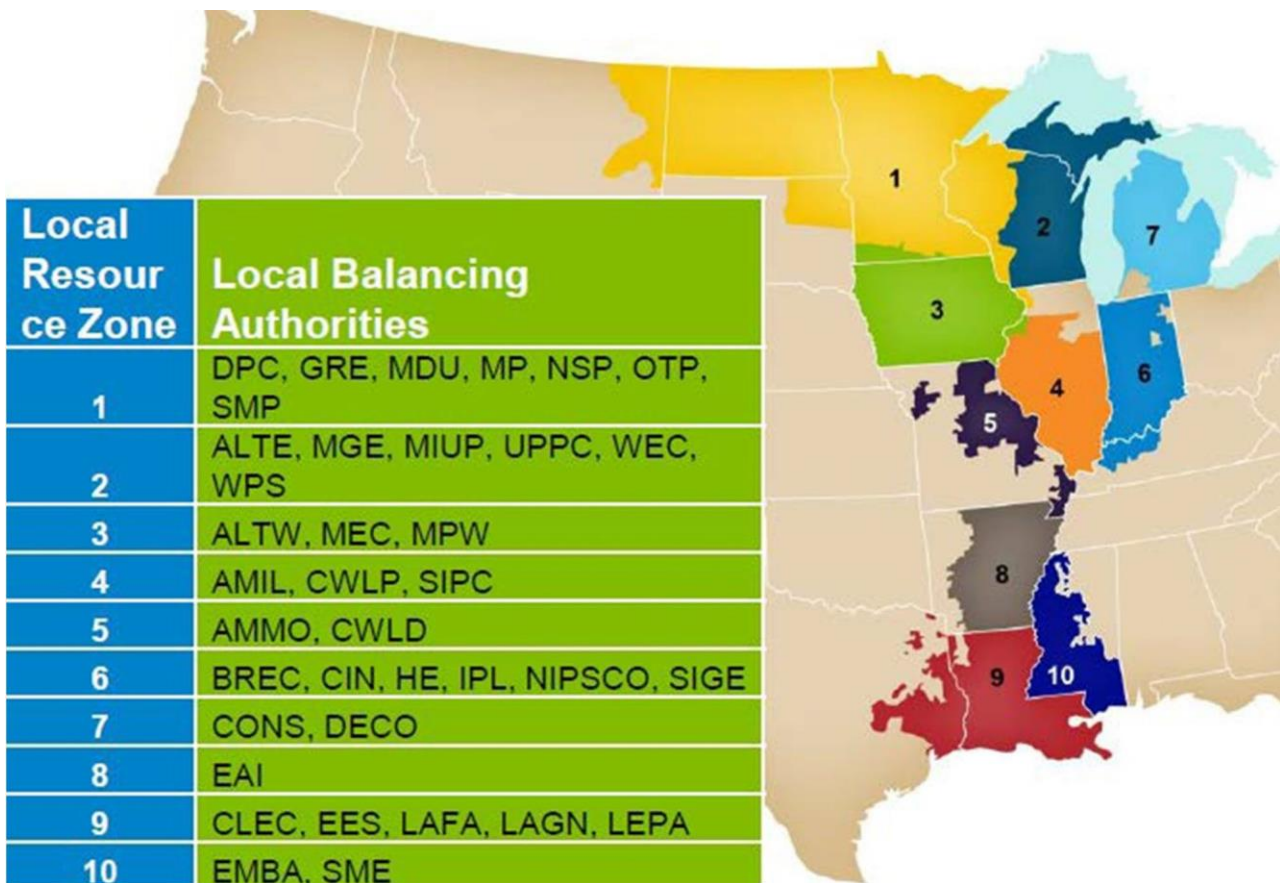 Local
Resour
ce Zone
Local Balancing
Authorities
1
DPC, GRE, MDU, MP, NSP, OTP,
SMP
2
ALTE, MGE, MIUP, UPPC, WEC,
WPS
3
ALTW, MEC, MPW
4
AMIL, CWLP, SIPC
5
AMMO, CWLD
6
BREC, CIN, HE, IPL, NIPSCO, SIGE
7
CONS, DECO
8
EAI
9
CLEC, EES, LAFA, LAGN, LEPA
10
EMBA, SME
1
2
7
3
4
6
5
8
9
10